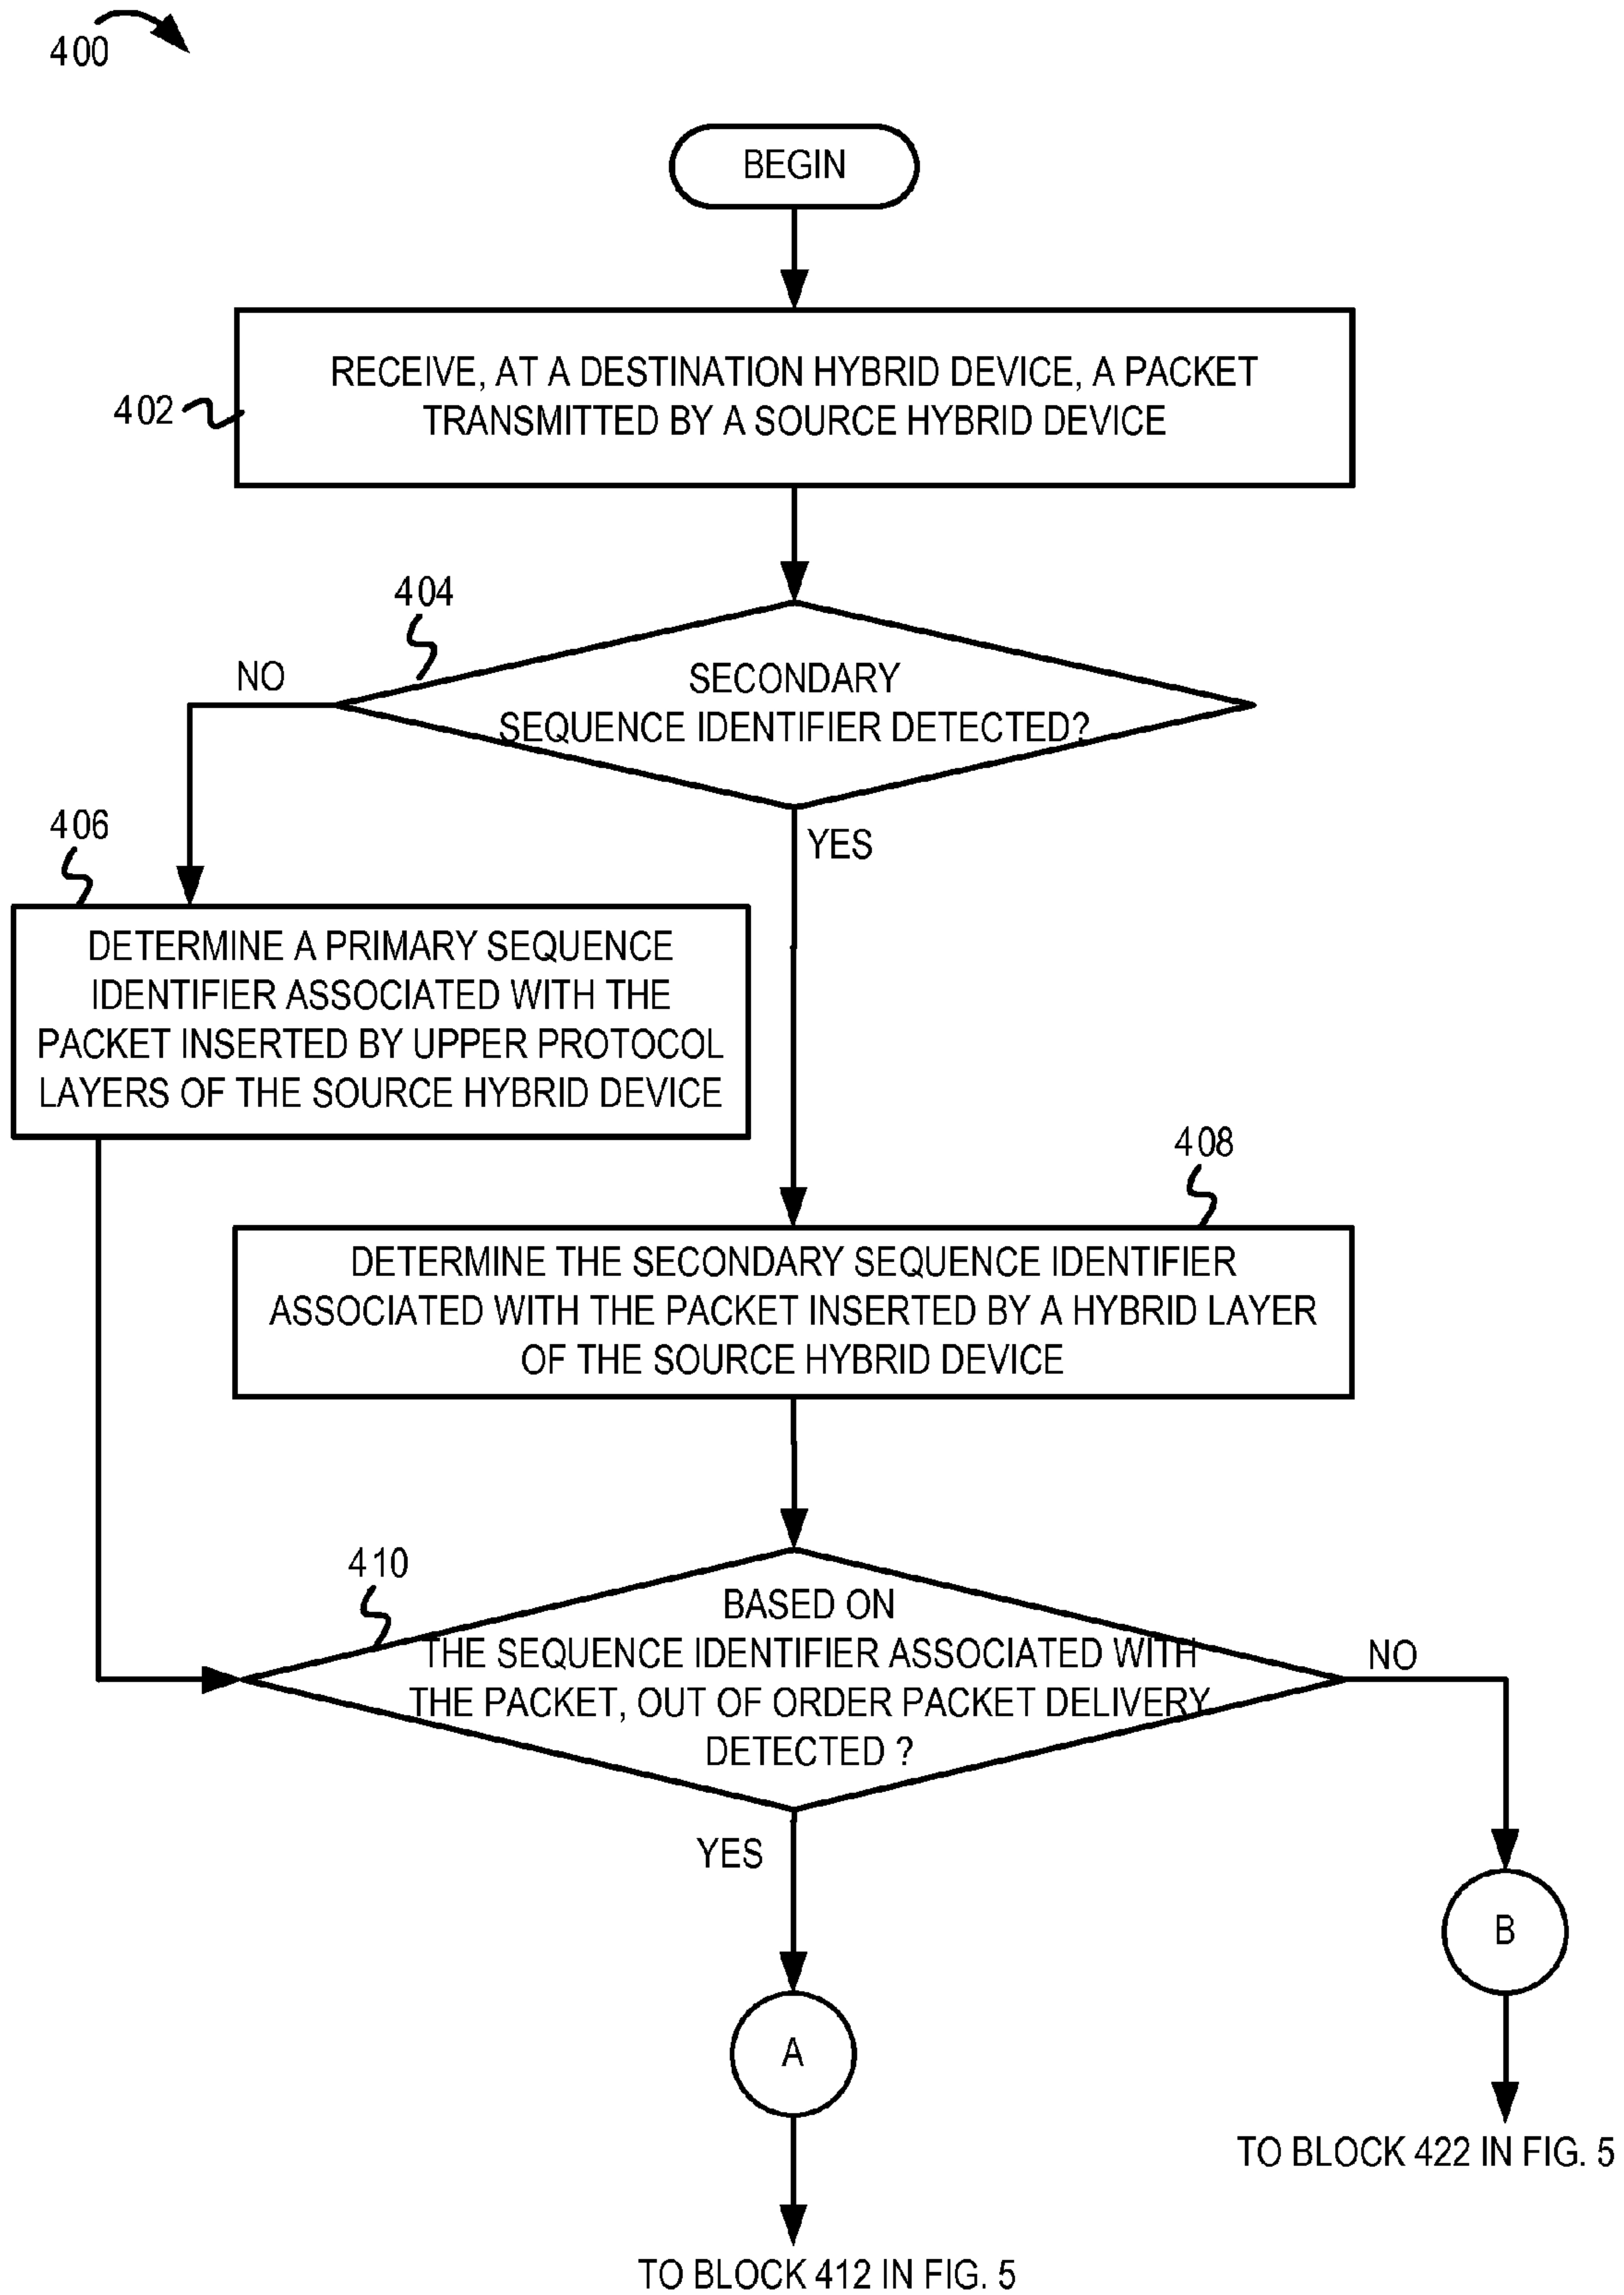 400
BEGIN
402
RECEIVE, AT A DESTINATION HYBRID DEVICE, A PACKET
TRANSMITTED BY A SOURCE HYBRID DEVICE
404
NO
SECONDARY
SEQUENCE IDENTIFIER DETECTED?
YES
406
DETERMINE A PRIMARY SEQUENCE
IDENTIFIER ASSOCIATED WITH THE
PACKET INSERTED BY UPPER PROTOCOL
LAYERS OF THE SOURCE HYBRID DEVICE
408
DETERMINE THE SECONDARY SEQUENCE IDENTIFIER
ASSOCIATED WITH THE PACKET INSERTED BY A HYBRID LAYER
OF THE SOURCE HYBRID DEVICE
410
BASED ON
THE SEQUENCE IDENTIFIER ASSOCIATED WITH
THE PACKET, OUT OF ORDER PACKET DELIVERY
DETECTED ?
NO
YES
B
A
TO BLOCK 422 IN FIG. 5
TO BLOCK 412 IN FIG. 5